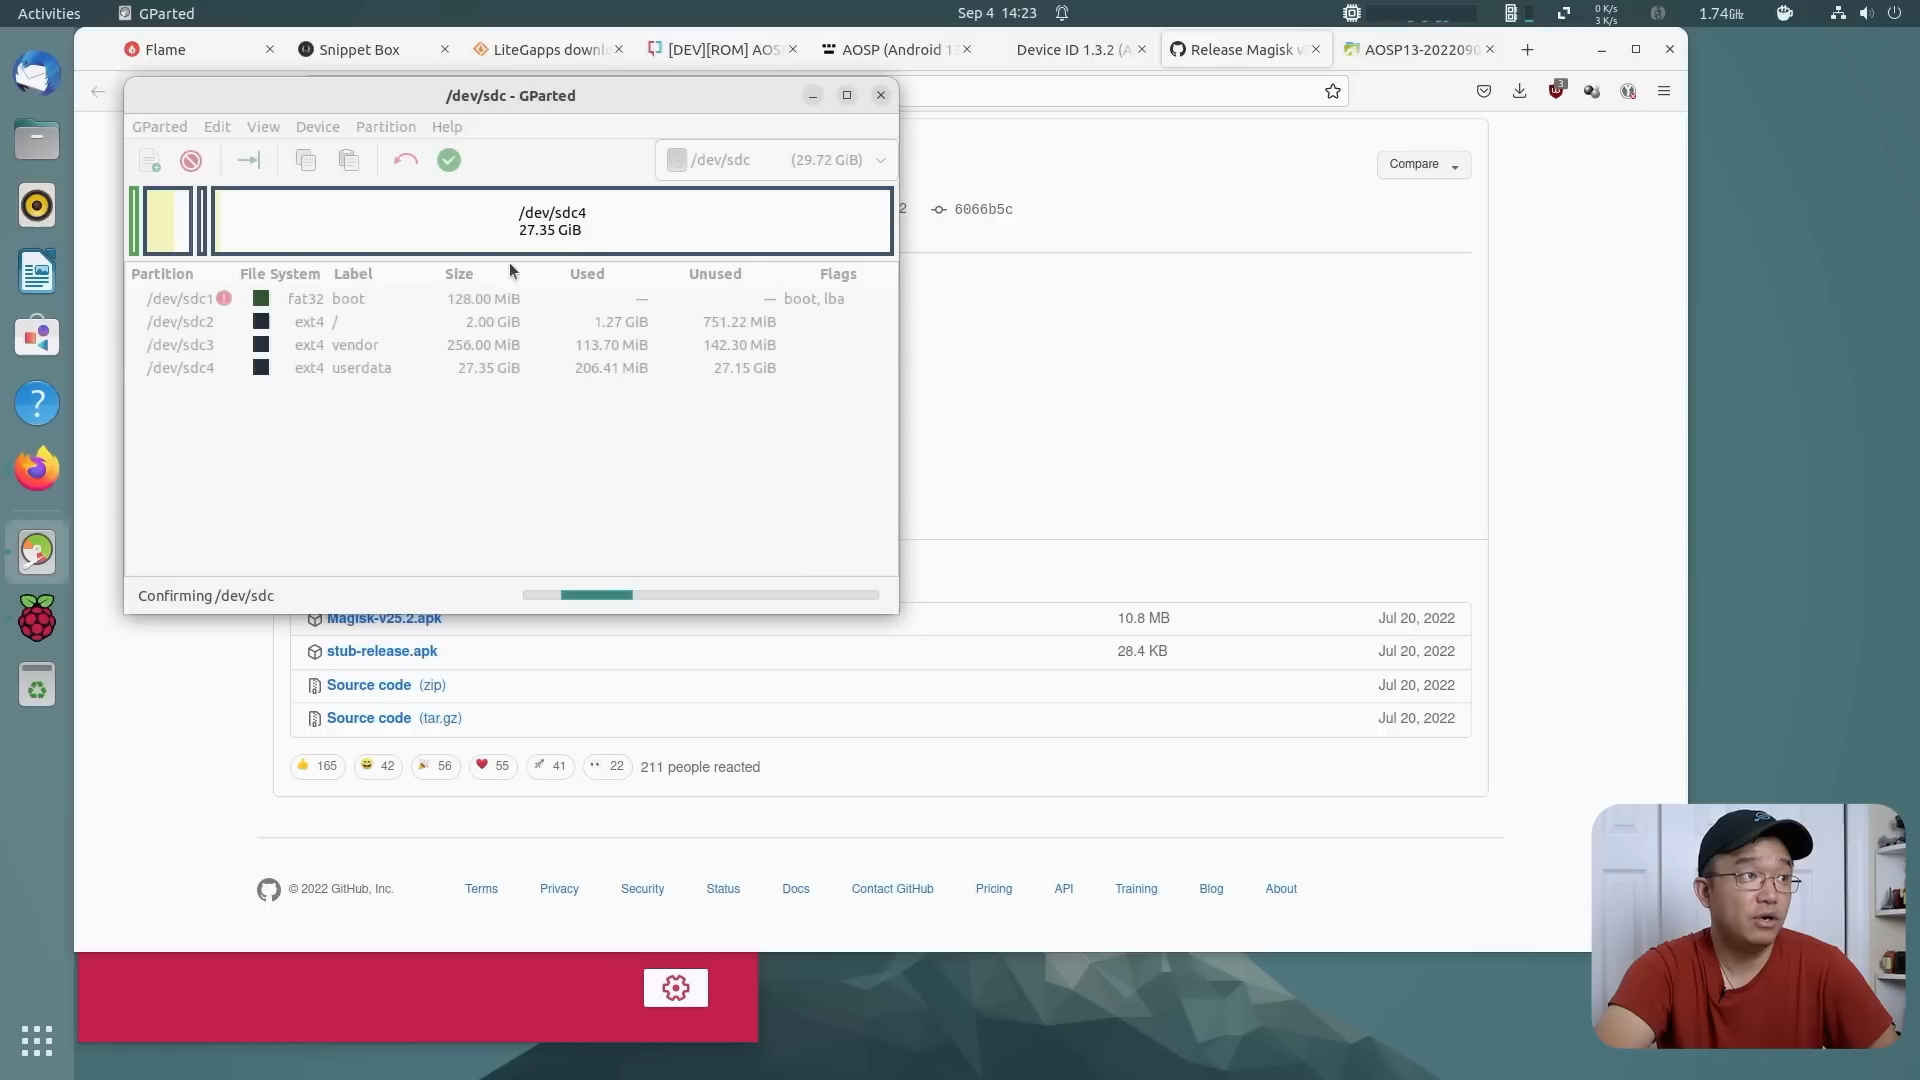 Activities
GParted
Sep 4 14:23
0 K/s
3 K/s
1.74GHz
Flame
Snippet Box
LiteGapps downl
[DEV][ROM] AOS
AOSP (Android 13
Device ID 1.3.2 (A
Release Magisk v
AOSP13-2022090
3
/dev/sdc - GParted
GParted Edit View Device Partition Help
/dev/sdc (29.72 GiB)
Compare
/dev/sdc4
27.35 GiB
2 6066b5c
Partition File System Label Size Used Unused Flags
/dev/sdc1 fat32 boot 128.00 MiB — — boot, lba
/dev/sdc2 ext4 / 2.00 GiB 1.27 GiB 751.22 MiB
/dev/sdc3 ext4 vendor 256.00 MiB 113.70 MiB 142.30 MiB
/dev/sdc4 ext4 userdata 27.35 GiB 206.41 MiB 27.15 GiB
Confirming /dev/sdc
Magisk-v25.2.apk 10.8 MB Jul 20, 2022
stub-release.apk 28.4 KB Jul 20, 2022
Source code (zip) Jul 20, 2022
Source code (tar.gz) Jul 20, 2022
165 42 56 55 41 22 211 people reacted
© 2022 GitHub, Inc. Terms Privacy Security Status Docs Contact GitHub Pricing API Training Blog About